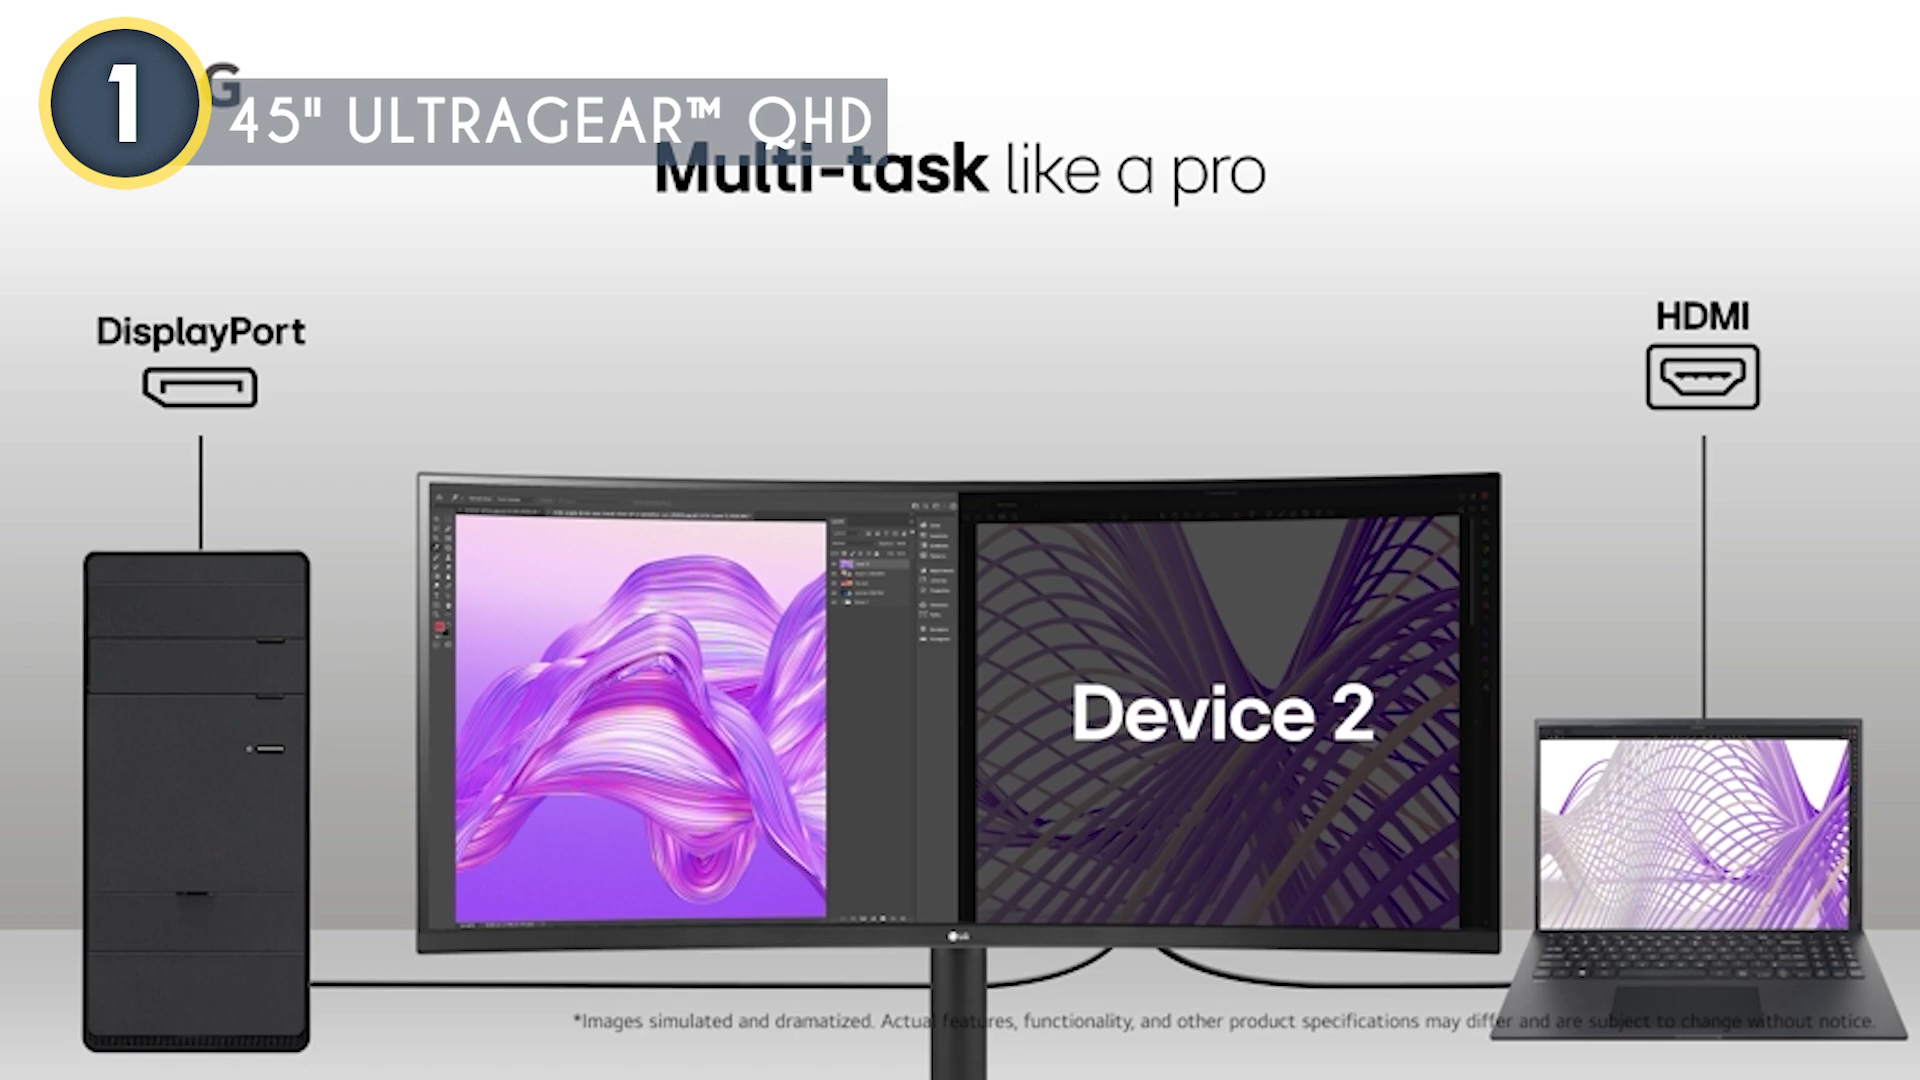 1
G
45" ULTRAGEAR™ QHD
Multi-task like a pro
DisplayPort
HDMI
Device 2
LG
*Images simulated and dramatized. Actual features, functionality, and other product specifications may differ and are subject to change without notice.